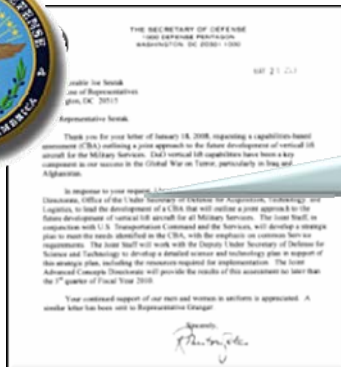 THE SECRETARY OF DEFENSE
1000 DEFENSE PENTAGON
WASHINGTON, DC 20301-1000
Joe Sestak
of Representatives
DC 20515
Representative Sestak:
Thank you for your letter of January 18, 2008, requesting a capabilities-based
assessment (CBA) outlining a joint approach to the future development of vertical lift
aircraft for the Military Services. DoD vertical lift capabilities have been a key
component in our success in the Global War on Terror, particularly in Iraq and
Afghanistan.
In response to your request,
Directorate, Office of the Under Secretary of Defense for Acquisition, Technology and
Logistics, to lead the development of a CBA that will outline a joint approach to the
future development of vertical lift aircraft for all Military Services. The Joint Staff, in
conjunction with U.S. Transportation Command and the Services, will develop a strategic
plan to meet the needs identified in the CBA, with the emphasis on common Service
requirements. The Joint Staff will work with the Deputy Under Secretary of Defense for
Science and Technology to develop a detailed science and technology plan in support of
this strategic plan, including the resources required for implementation. The Joint
Advanced Concepts Directorate will provide the results of this assessment no later than
the quarter of Fiscal Year 2010.
Your continued support of our men and women in uniform is appreciated. A
similar letter has been sent to Representative Granger.
Sincerely,